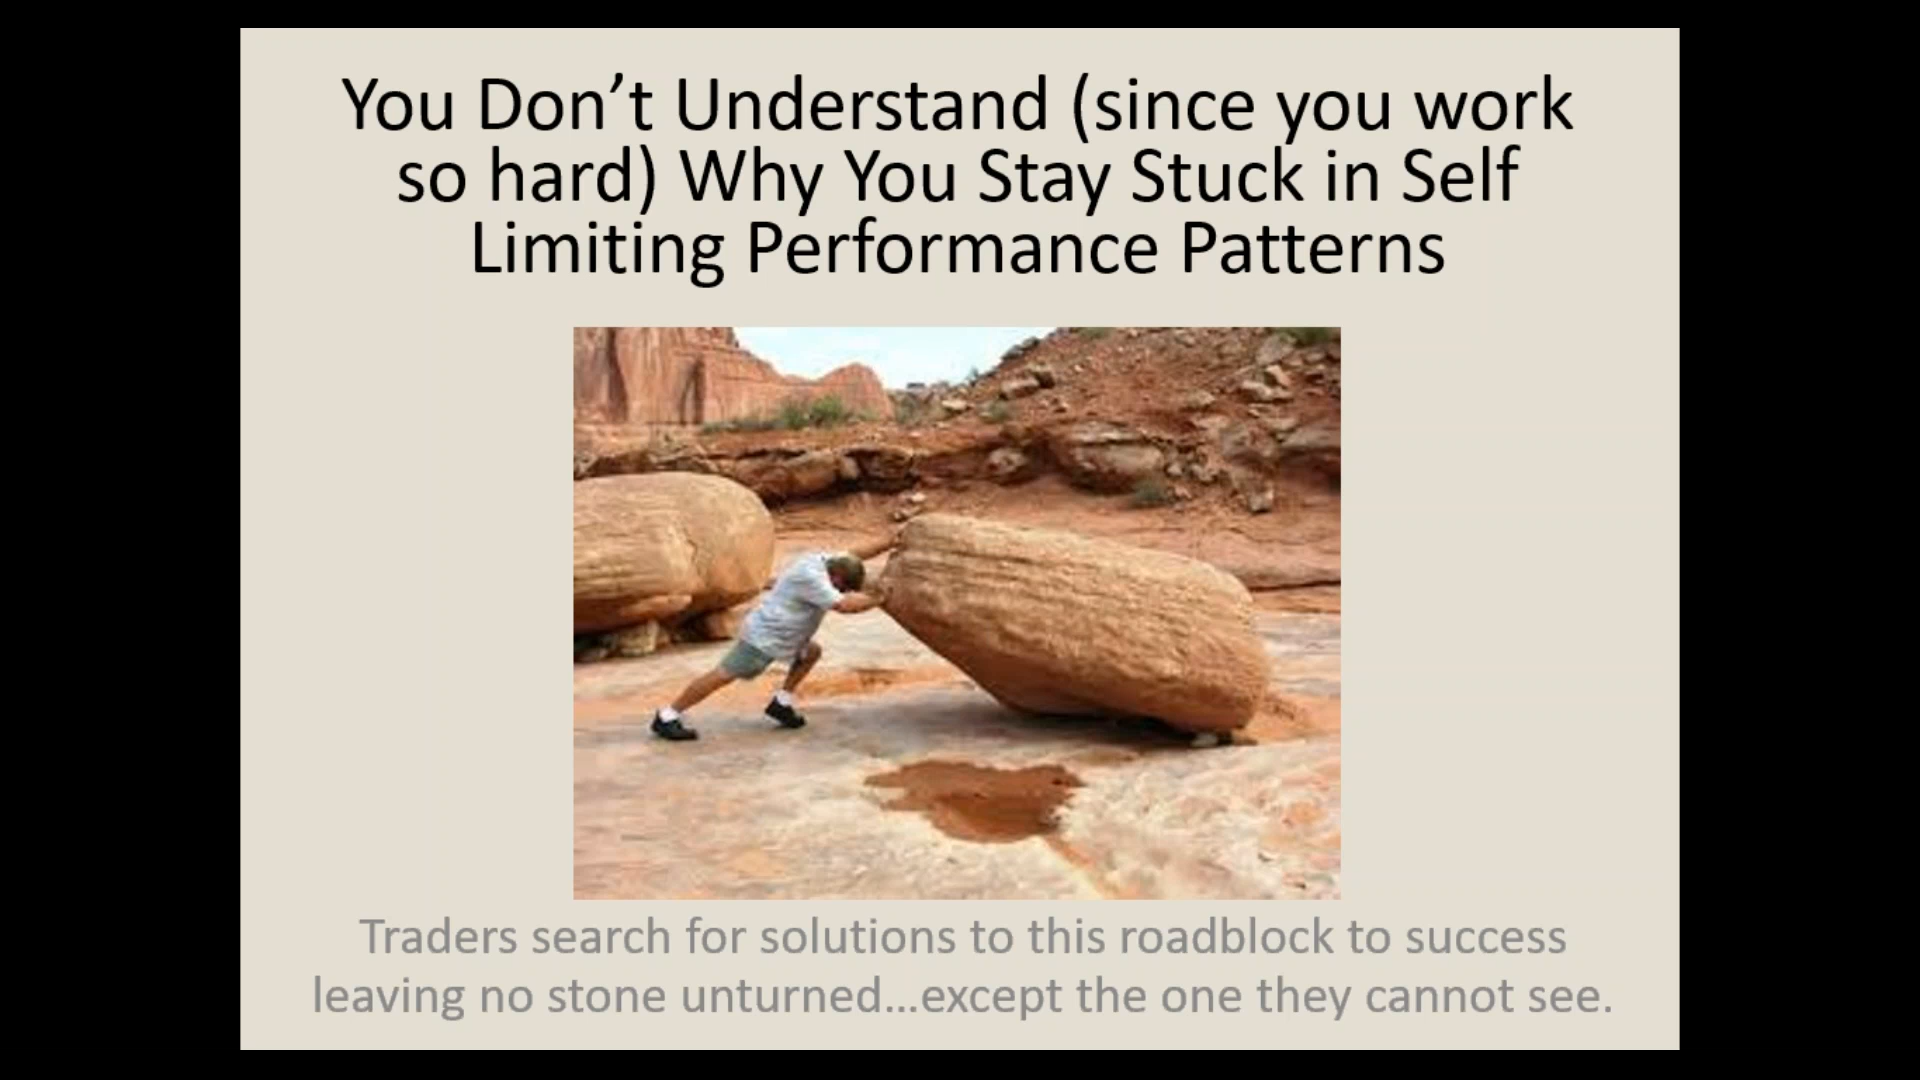 You Don’t Understand (since you work
so hard) Why You Stay Stuck in Self
Limiting Performance Patterns
Traders search for solutions to this roadblock to success
leaving no stone unturned…except the one they cannot see.